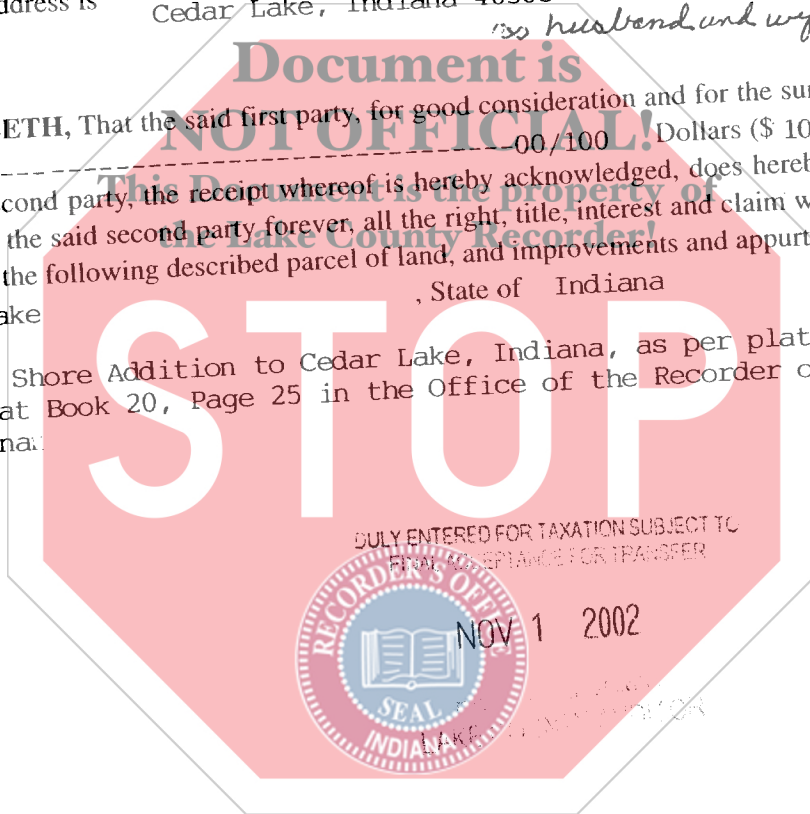 ddress is Cedar Lake, Indiana
as husband and wif
Document is
ETH, That the said first party, for good consideration and for the sum
NOT OFFICIAL!
00/100 Dollars ($ 10
This Document is the property of
cond party, the receipt whereof is hereby acknowledged, does hereb
the Lake County Recorder!
the said second party forever, all the right, title, interest and claim w
the following described parcel of land, and improvements and appurt
ake , State of Indiana
STOP
Shore Addition to Cedar Lake, Indiana, as per plat
at Book 20, Page 25 in the Office of the Recorder o
na.
DULY ENTERED FOR TAXATION SUBJECT TO
FINAL ACCEPTANCE FOR TRANSFER
RECORDER'S OFFICE
NOV 1 2002
SEAL
INDIANA
LAKE